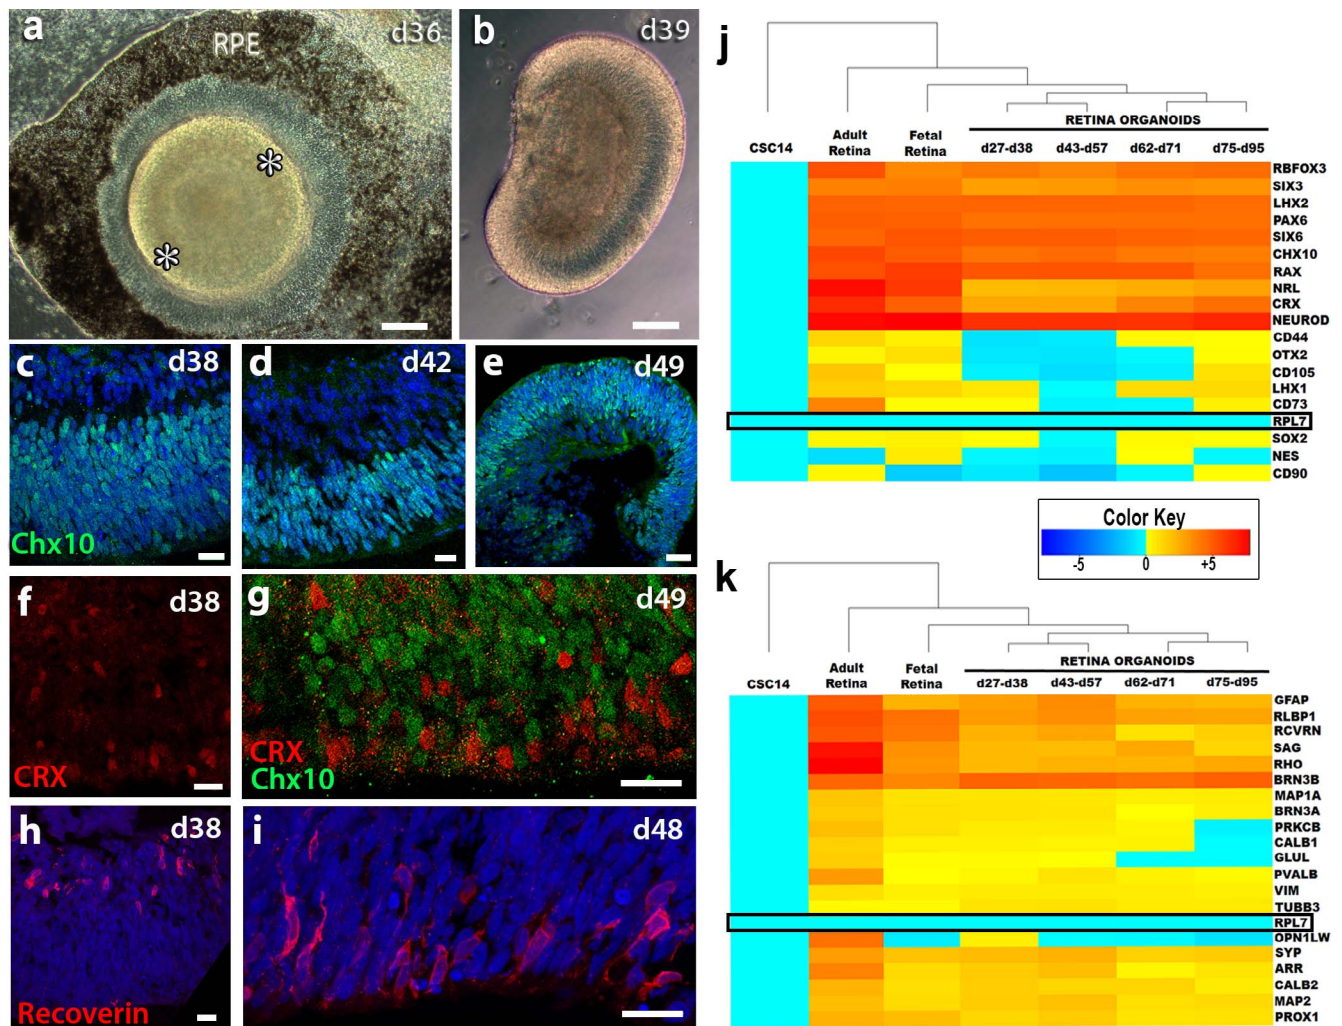 a
RPE
d36
b
d39
c
d38
Chx10
d
d42
e
d49
f
d38
CRX
g
d49
CRX
Chx10
h
d38
Recoverin
i
d48
j
RETINA ORGANOIDS
CSC14
Adult
Retina
Fetal
Retina
d27-d38
d43-d57
d62-d71
d75-d95
RBFOX3
SIX3
LHX2
PAX6
SIX6
CHX10
RAX
NRL
CRX
NEUROD
CD44
OTX2
CD105
LHX1
CD73
RPL7
SOX2
NES
CD90
Color Key
-5 0 +5
k
RETINA ORGANOIDS
CSC14
Adult
Retina
Fetal
Retina
d27-d38
d43-d57
d62-d71
d75-d95
GFAP
RLBP1
RCVRN
SAG
RHO
BRN3B
MAP1A
BRN3A
PRKCB
CALB1
GLUL
PVALB
VIM
TUBB3
RPL7
OPN1LW
SYP
ARR
CALB2
MAP2
PROX1